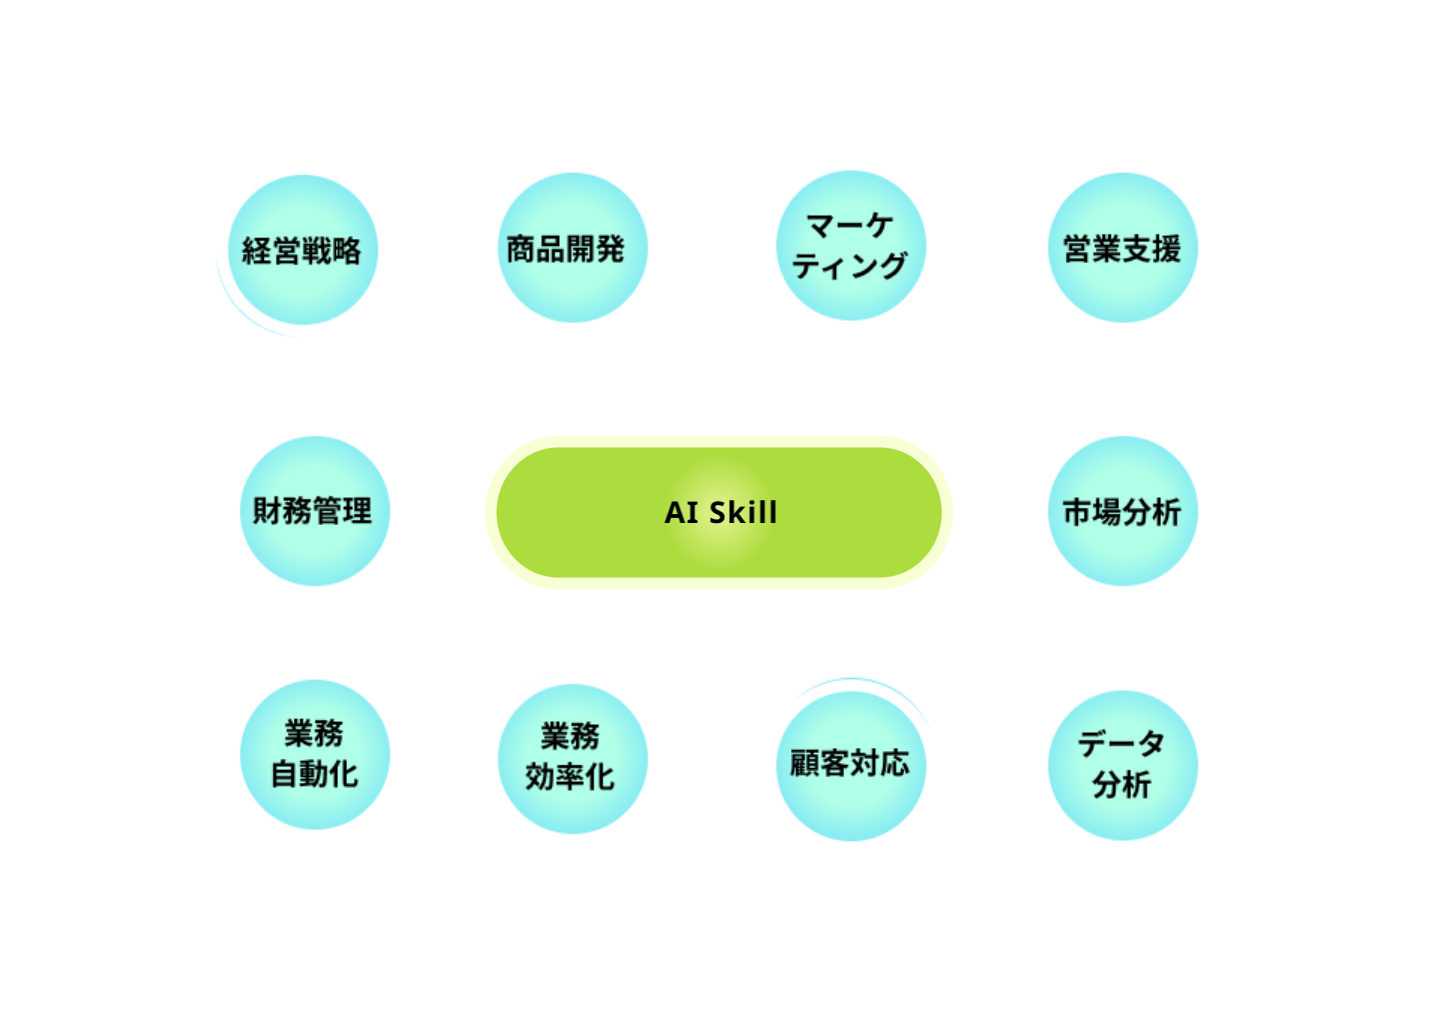 経営戦略
商品開発
マーケ
ティング
営業支援
財務管理
AI Skill
市場分析
業務
自動化
業務
効率化
顧客対応
データ
分析